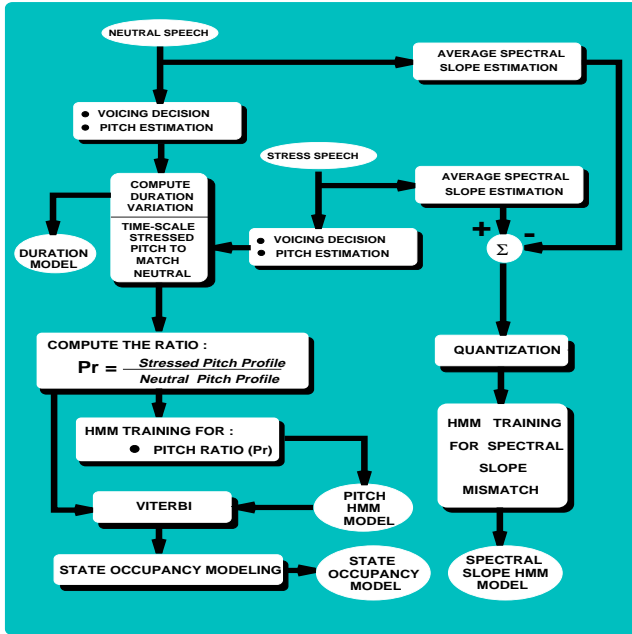 NEUTRAL SPEECH
AVERAGE SPECTRAL
SLOPE ESTIMATION
● VOICING DECISION
● PITCH ESTIMATION
STRESS SPEECH
COMPUTE
DURATION
VARIATION
TIME-SCALE
STRESSED
PITCH TO
MATCH
NEUTRAL
AVERAGE SPECTRAL
SLOPE ESTIMATION
+ -
Σ
● VOICING DECISION
● PITCH ESTIMATION
DURATION
MODEL
COMPUTE THE RATIO :
Pr = Stressed Pitch Profile
Neutral Pitch Profile
QUANTIZATION
HMM TRAINING FOR :
● PITCH RATIO (Pr)
HMM TRAINING
FOR SPECTRAL
SLOPE
MISMATCH
VITERBI
PITCH
HMM
MODEL
STATE OCCUPANCY MODELING
STATE
OCCUPANCY
MODEL
SPECTRAL
SLOPE HMM
MODEL